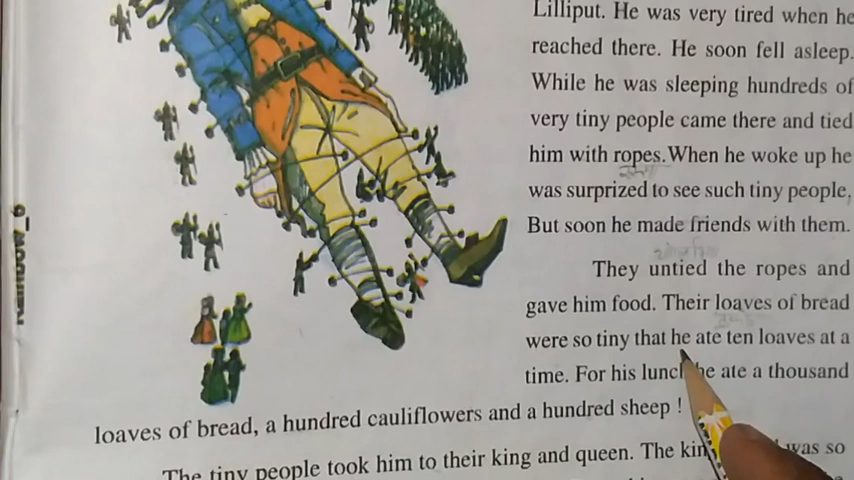 Lilliput. He was very tired when he
reached there. He soon fell asleep.
While he was sleeping hundreds of
very tiny people came there and tied
him with ropes.When he woke up he
was surprized to see such tiny people,
But soon he made friends with them.
They untied the ropes and
gave him food. Their loaves of bread
were so tiny that he ate ten loaves at a
time. For his lunch he ate a thousand
loaves of bread, a hundred cauliflowers and a hundred sheep !
The tiny people took him to their king and queen. The was so